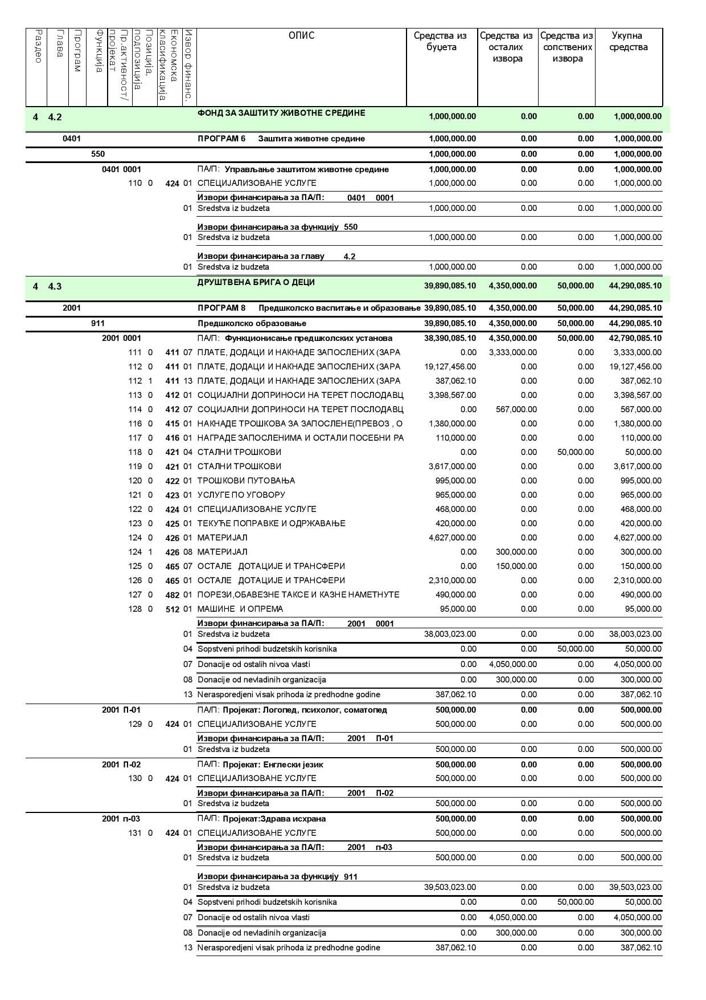 Раздео Глава Програм Функција Пр.активност/ пројекат Позиција, подпозиција Економска класификација Извор финанс. ОПИС Средства из буџета Средства из осталих извора Средства из сопствених извора Укупна средства
4 4.2 ФОНД ЗА ЗАШТИТУ ЖИВОТНЕ СРЕДИНЕ 1,000,000.00 0.00 0.00 1,000,000.00
0401 ПРОГРАМ 6 Заштита животне средине 1,000,000.00 0.00 0.00 1,000,000.00
550 1,000,000.00 0.00 0.00 1,000,000.00
0401 0001 ПА/П: Управљање заштитом животне средине 1,000,000.00 0.00 0.00 1,000,000.00
110 0 424 01 СПЕЦИЈАЛИЗОВАНЕ УСЛУГЕ 1,000,000.00 0.00 0.00 1,000,000.00
Извори финансирања за ПА/П: 0401 0001
01 Sredstva iz budzeta 1,000,000.00 0.00 0.00 1,000,000.00
Извори финансирања за функцију 550
01 Sredstva iz budzeta 1,000,000.00 0.00 0.00 1,000,000.00
Извори финансирања за главу 4.2
01 Sredstva iz budzeta 1,000,000.00 0.00 0.00 1,000,000.00
4 4.3 ДРУШТВЕНА БРИГА О ДЕЦИ 39,890,085.10 4,350,000.00 50,000.00 44,290,085.10
2001 ПРОГРАМ 8 Предшколско васпитање и образовање 39,890,085.10 4,350,000.00 50,000.00 44,290,085.10
911 Предшколско образовање 39,890,085.10 4,350,000.00 50,000.00 44,290,085.10
2001 0001 ПА/П: Функционисање предшколских установа 38,390,085.10 4,350,000.00 50,000.00 42,790,085.10
111 0 411 07 ПЛАТЕ, ДОДАЦИ И НАКНАДЕ ЗАПОСЛЕНИХ (ЗАРА 0.00 3,333,000.00 0.00 3,333,000.00
112 0 411 01 ПЛАТЕ, ДОДАЦИ И НАКНАДЕ ЗАПОСЛЕНИХ (ЗАРА 19,127,456.00 0.00 0.00 19,127,456.00
112 1 411 13 ПЛАТЕ, ДОДАЦИ И НАКНАДЕ ЗАПОСЛЕНИХ (ЗАРА 387,062.10 0.00 0.00 387,062.10
113 0 412 01 СОЦИЈАЛНИ ДОПРИНОСИ НА ТЕРЕТ ПОСЛОДАВЦ 3,398,567.00 0.00 0.00 3,398,567.00
114 0 412 07 СОЦИЈАЛНИ ДОПРИНОСИ НА ТЕРЕТ ПОСЛОДАВЦ 0.00 567,000.00 0.00 567,000.00
116 0 415 01 НАКНАДЕ ТРОШКОВА ЗА ЗАПОСЛЕНЕ(ПРЕВОЗ , О 1,380,000.00 0.00 0.00 1,380,000.00
117 0 416 01 НАГРАДЕ ЗАПОСЛЕНИМА И ОСТАЛИ ПОСЕБНИ РА 110,000.00 0.00 0.00 110,000.00
118 0 421 04 СТАЛНИ ТРОШКОВИ 0.00 0.00 50,000.00 50,000.00
119 0 421 01 СТАЛНИ ТРОШКОВИ 3,617,000.00 0.00 0.00 3,617,000.00
120 0 422 01 ТРОШКОВИ ПУТОВАЊА 995,000.00 0.00 0.00 995,000.00
121 0 423 01 УСЛУГЕ ПО УГОВОРУ 965,000.00 0.00 0.00 965,000.00
122 0 424 01 СПЕЦИЈАЛИЗОВАНЕ УСЛУГЕ 468,000.00 0.00 0.00 468,000.00
123 0 425 01 ТЕКУЋЕ ПОПРАВКЕ И ОДРЖАВАЊЕ 420,000.00 0.00 0.00 420,000.00
124 0 426 01 МАТЕРИЈАЛ 4,627,000.00 0.00 0.00 4,627,000.00
124 1 426 08 МАТЕРИЈАЛ 0.00 300,000.00 0.00 300,000.00
125 0 465 07 ОСТАЛЕ ДОТАЦИЈЕ И ТРАНСФЕРИ 0.00 150,000.00 0.00 150,000.00
126 0 465 01 ОСТАЛЕ ДОТАЦИЈЕ И ТРАНСФЕРИ 2,310,000.00 0.00 0.00 2,310,000.00
127 0 482 01 ПОРЕЗИ,ОБАВЕЗНЕ ТАКСЕ И КАЗНЕ НАМЕТНУТЕ 490,000.00 0.00 0.00 490,000.00
128 0 512 01 МАШИНЕ И ОПРЕМА 95,000.00 0.00 0.00 95,000.00
Извори финансирања за ПА/П: 2001 0001
01 Sredstva iz budzeta 38,003,023.00 0.00 0.00 38,003,023.00
04 Sopstveni prihodi budzetskih korisnika 0.00 0.00 50,000.00 50,000.00
07 Donacije od ostalih nivoa vlasti 0.00 4,050,000.00 0.00 4,050,000.00
08 Donacije od nevladinih organizacija 0.00 300,000.00 0.00 300,000.00
13 Nerasporedjeni visak prihoda iz predhodne godine 387,062.10 0.00 0.00 387,062.10
2001 П-01 ПА/П: Пројекат: Логопед, психолог, соматопед 500,000.00 0.00 0.00 500,000.00
129 0 424 01 СПЕЦИЈАЛИЗОВАНЕ УСЛУГЕ 500,000.00 0.00 0.00 500,000.00
Извори финансирања за ПА/П: 2001 П-01
01 Sredstva iz budzeta 500,000.00 0.00 0.00 500,000.00
2001 П-02 ПА/П: Пројекат: Енглески језик 500,000.00 0.00 0.00 500,000.00
130 0 424 01 СПЕЦИЈАЛИЗОВАНЕ УСЛУГЕ 500,000.00 0.00 0.00 500,000.00
Извори финансирања за ПА/П: 2001 П-02
01 Sredstva iz budzeta 500,000.00 0.00 0.00 500,000.00
2001 п-03 ПА/П: Пројекат:Здрава исхрана 500,000.00 0.00 0.00 500,000.00
131 0 424 01 СПЕЦИЈАЛИЗОВАНЕ УСЛУГЕ 500,000.00 0.00 0.00 500,000.00
Извори финансирања за ПА/П: 2001 п-03
01 Sredstva iz budzeta 500,000.00 0.00 0.00 500,000.00
Извори финансирања за функцију 911
01 Sredstva iz budzeta 39,503,023.00 0.00 0.00 39,503,023.00
04 Sopstveni prihodi budzetskih korisnika 0.00 0.00 50,000.00 50,000.00
07 Donacije od ostalih nivoa vlasti 0.00 4,050,000.00 0.00 4,050,000.00
08 Donacije od nevladinih organizacija 0.00 300,000.00 0.00 300,000.00
13 Nerasporedjeni visak prihoda iz predhodne godine 387,062.10 0.00 0.00 387,062.10